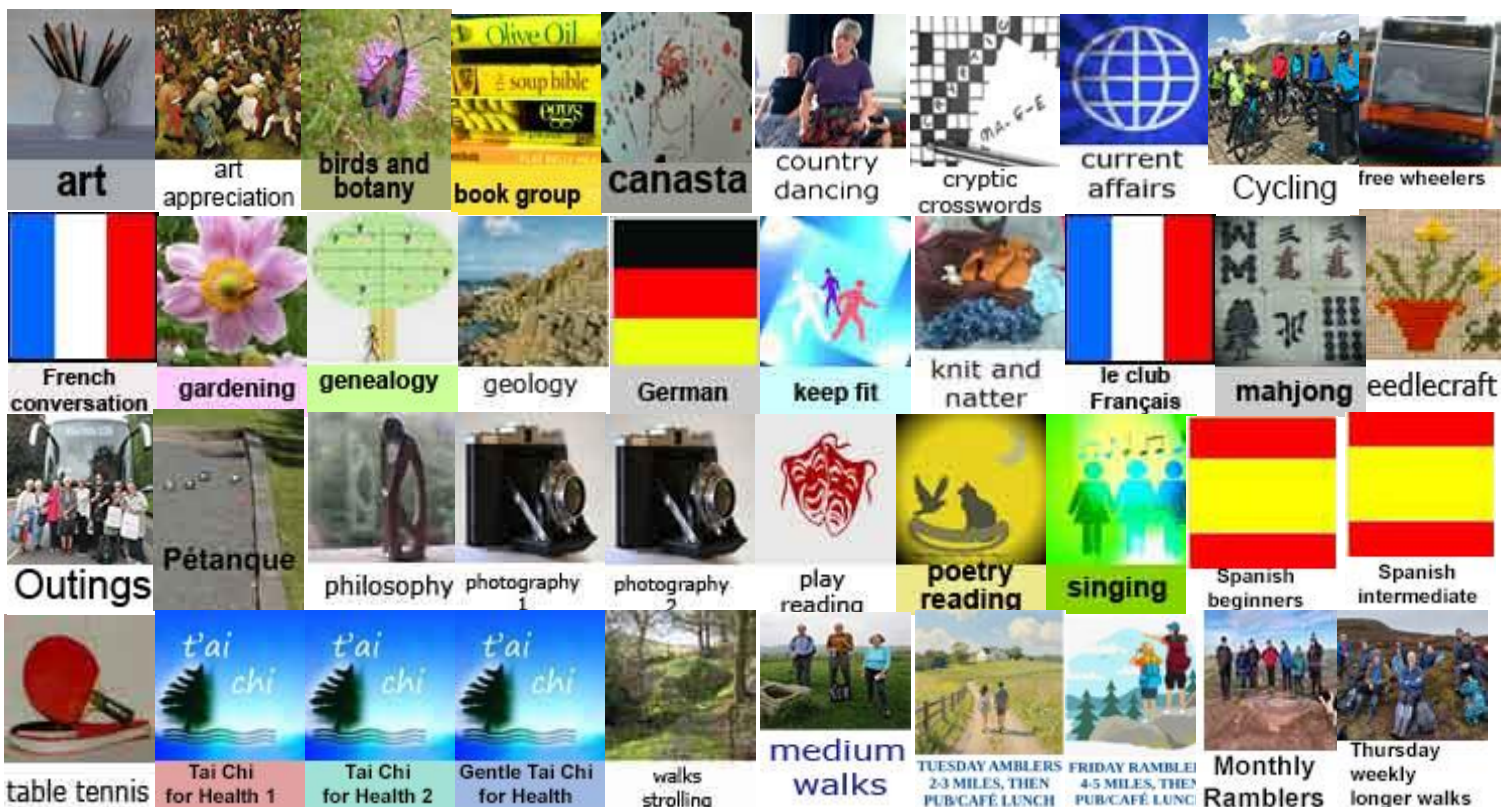 Olive Oil
soup bible
eggs
art
art
appreciation
birds and
botany
book group
canasta
country
dancing
MA-G-E
cryptic
crosswords
current
affairs
Cycling
free wheelers
French
conversation
gardening
genealogy
geology
German
keep fit
knit and
natter
le club
Français
mahjong
eedlecraft
Outings
Pétanque
philosophy
photography
1
photography
2
play
reading
poetry
reading
singing
Spanish
beginners
Spanish
intermediate
table tennis
t'ai
chi
Tai Chi
for Health 1
t'ai
chi
Tai Chi
for Health 2
t'ai
chi
Gentle Tai Chi
for Health
walks
strolling
medium
walks
TUESDAY AMBLERS
2-3 MILES, THEN
PUB/CAFÉ LUNCH
FRIDAY RAMBLE
4-5 MILES, THEN
PUB/CAFÉ LUNC
Monthly
Ramblers
Thursday
weekly
longer walks